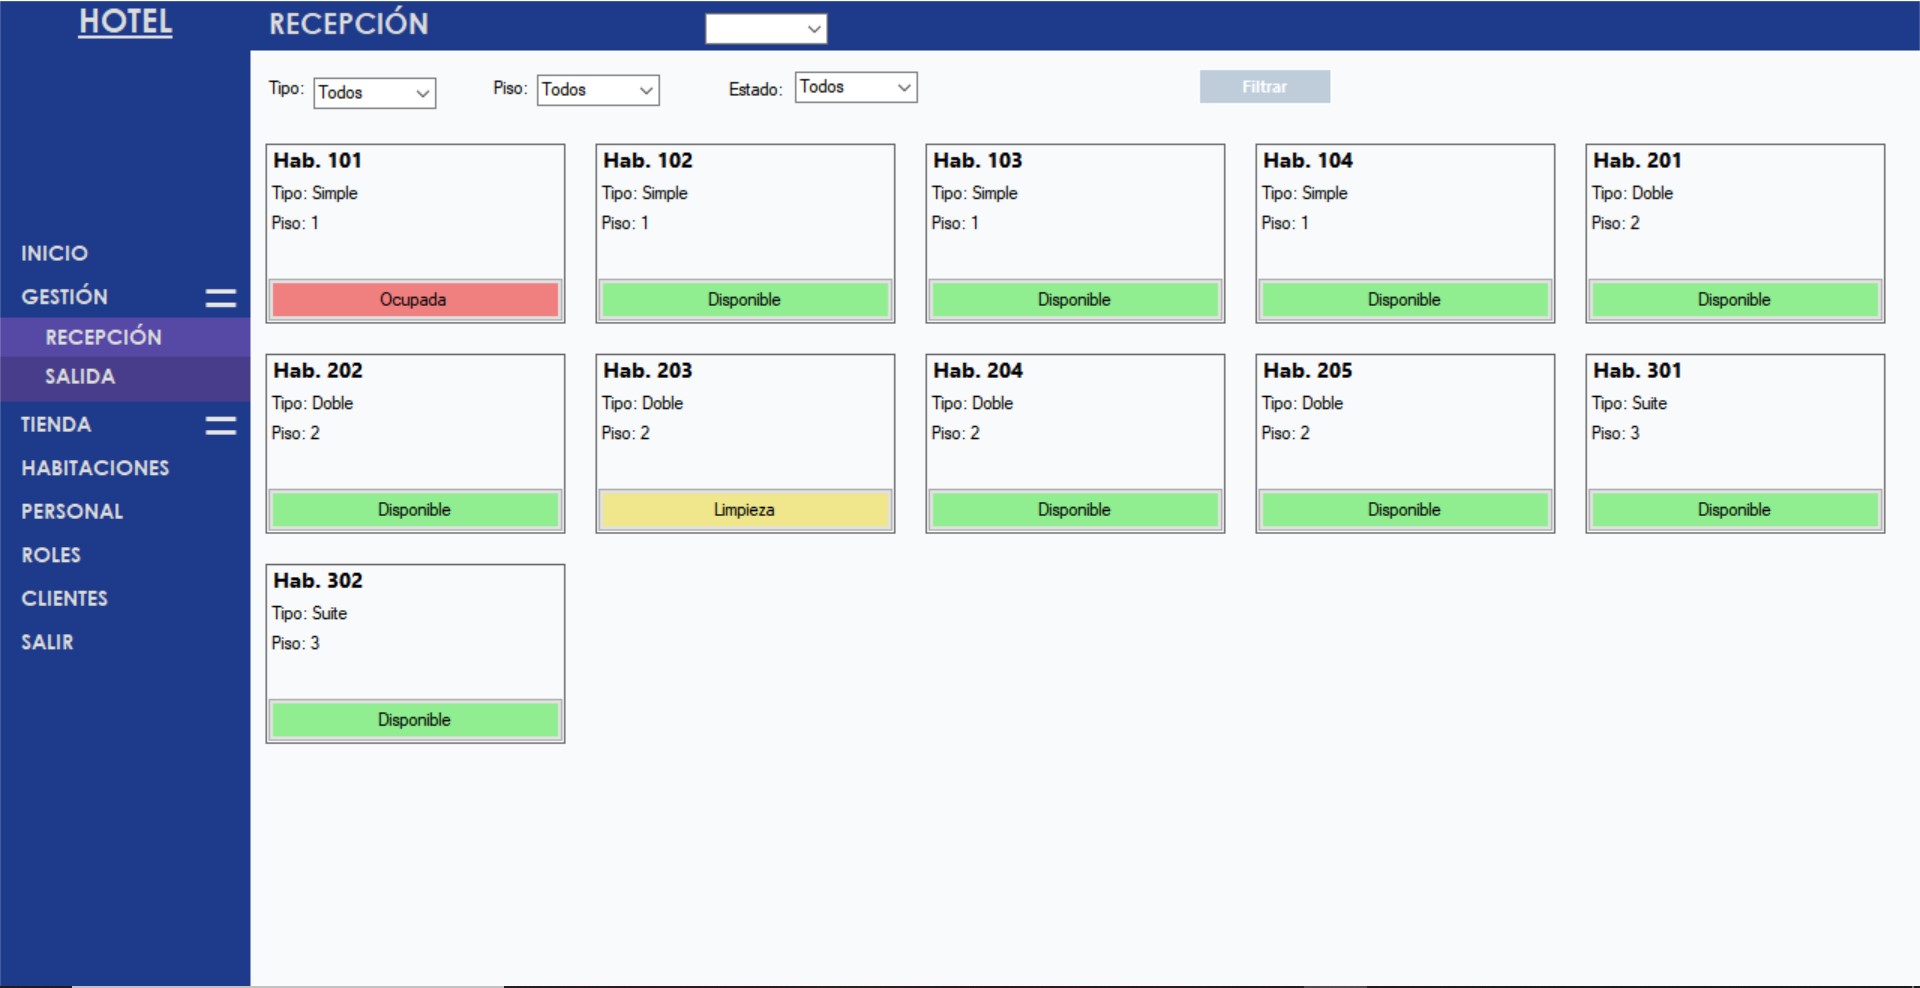 HOTEL
RECEPCIÓN
Tipo: Todos Piso: Todos Estado: Todos Filtrar
INICIO
GESTIÓN
RECEPCIÓN
SALIDA
TIENDA
HABITACIONES
PERSONAL
ROLES
CLIENTES
SALIR
Hab. 101
Tipo: Simple
Piso: 1
Ocupada
Hab. 102
Tipo: Simple
Piso: 1
Disponible
Hab. 103
Tipo: Simple
Piso: 1
Disponible
Hab. 104
Tipo: Simple
Piso: 1
Disponible
Hab. 201
Tipo: Doble
Piso: 2
Disponible
Hab. 202
Tipo: Doble
Piso: 2
Disponible
Hab. 203
Tipo: Doble
Piso: 2
Limpieza
Hab. 204
Tipo: Doble
Piso: 2
Disponible
Hab. 205
Tipo: Doble
Piso: 2
Disponible
Hab. 301
Tipo: Suite
Piso: 3
Disponible
Hab. 302
Tipo: Suite
Piso: 3
Disponible